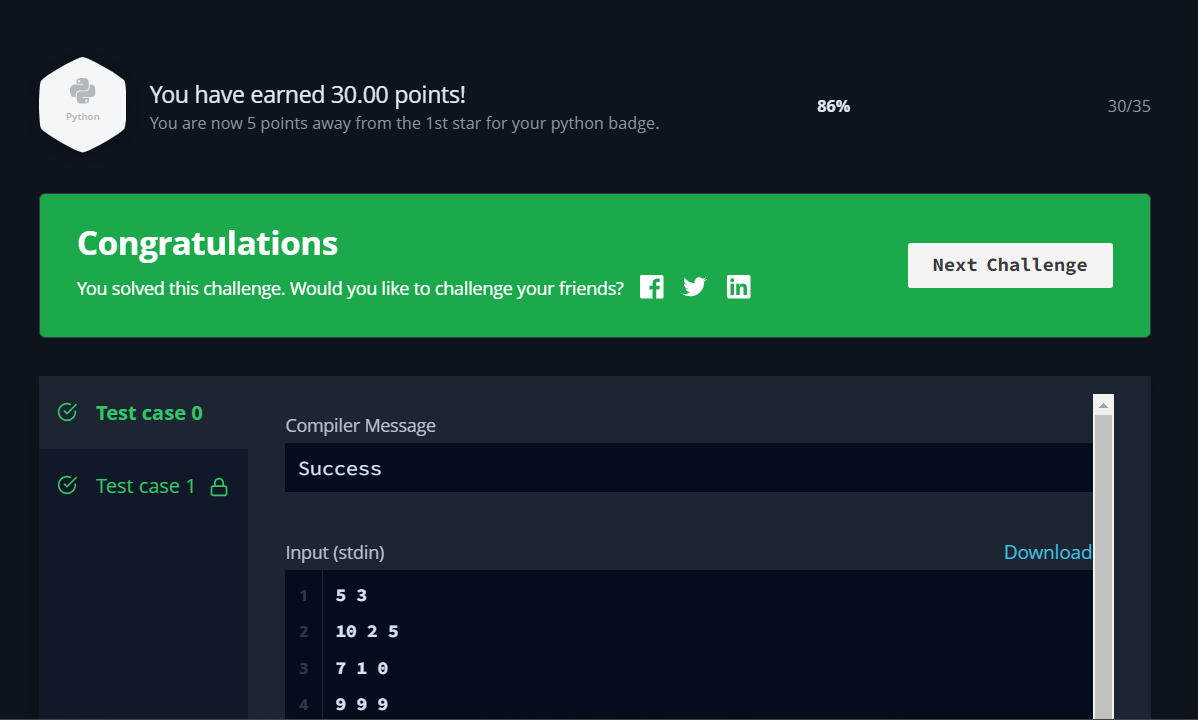 Python
You have earned 30.00 points!
You are now 5 points away from the 1st star for your python badge.
86%
30/35
Congratulations
You solved this challenge. Would you like to challenge your friends?
Next Challenge
Test case 0
Test case 1
Compiler Message
Success
Input (stdin)
Download
1 5 3
2 10 2 5
3 7 1 0
4 9 9 9